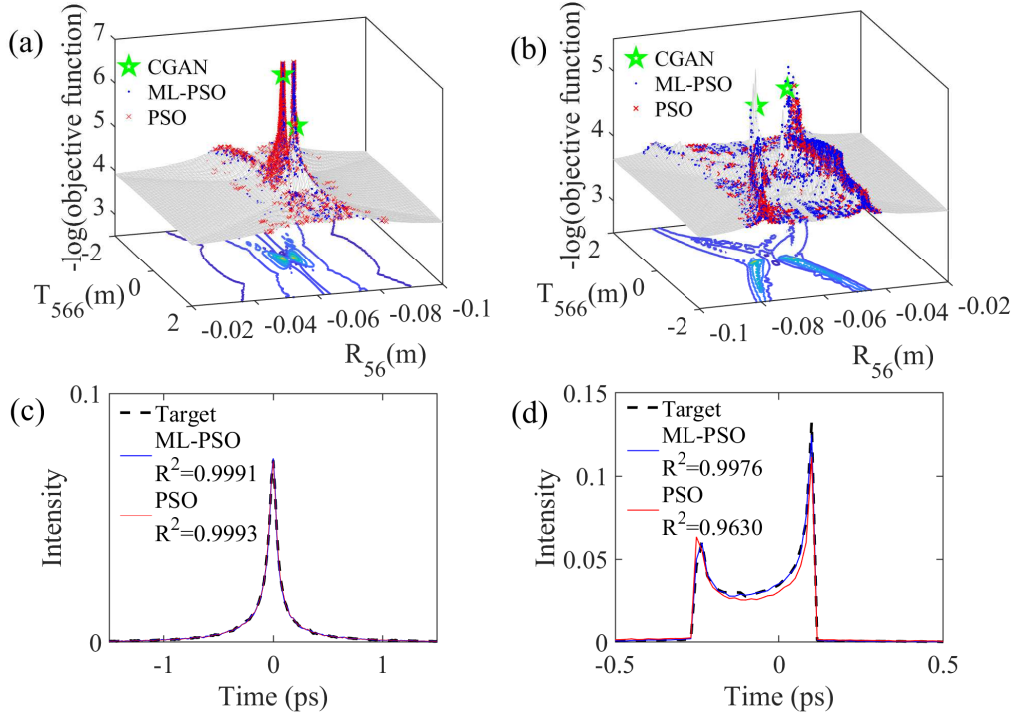 (a)
7
6
5
4
3
-log(objective function)
CGAN
ML-PSO
PSO
-2
0
2
T566(m)
-0.02
-0.04
-0.06
-0.08
-0.1
R56(m)
(b)
5
4
3
-log(objective function)
CGAN
ML-PSO
PSO
2
0
-2
T566(m)
-0.1
-0.08
-0.06
-0.04
-0.02
R56(m)
(c)
0.1
0
Intensity
Target
ML-PSO
R2=0.9991
PSO
R2=0.9993
-1
0
1
Time (ps)
(d)
0.15
0.10
0.05
0
Intensity
Target
ML-PSO
R2=0.9976
PSO
R2=0.9630
-0.5
0
0.5
Time (ps)